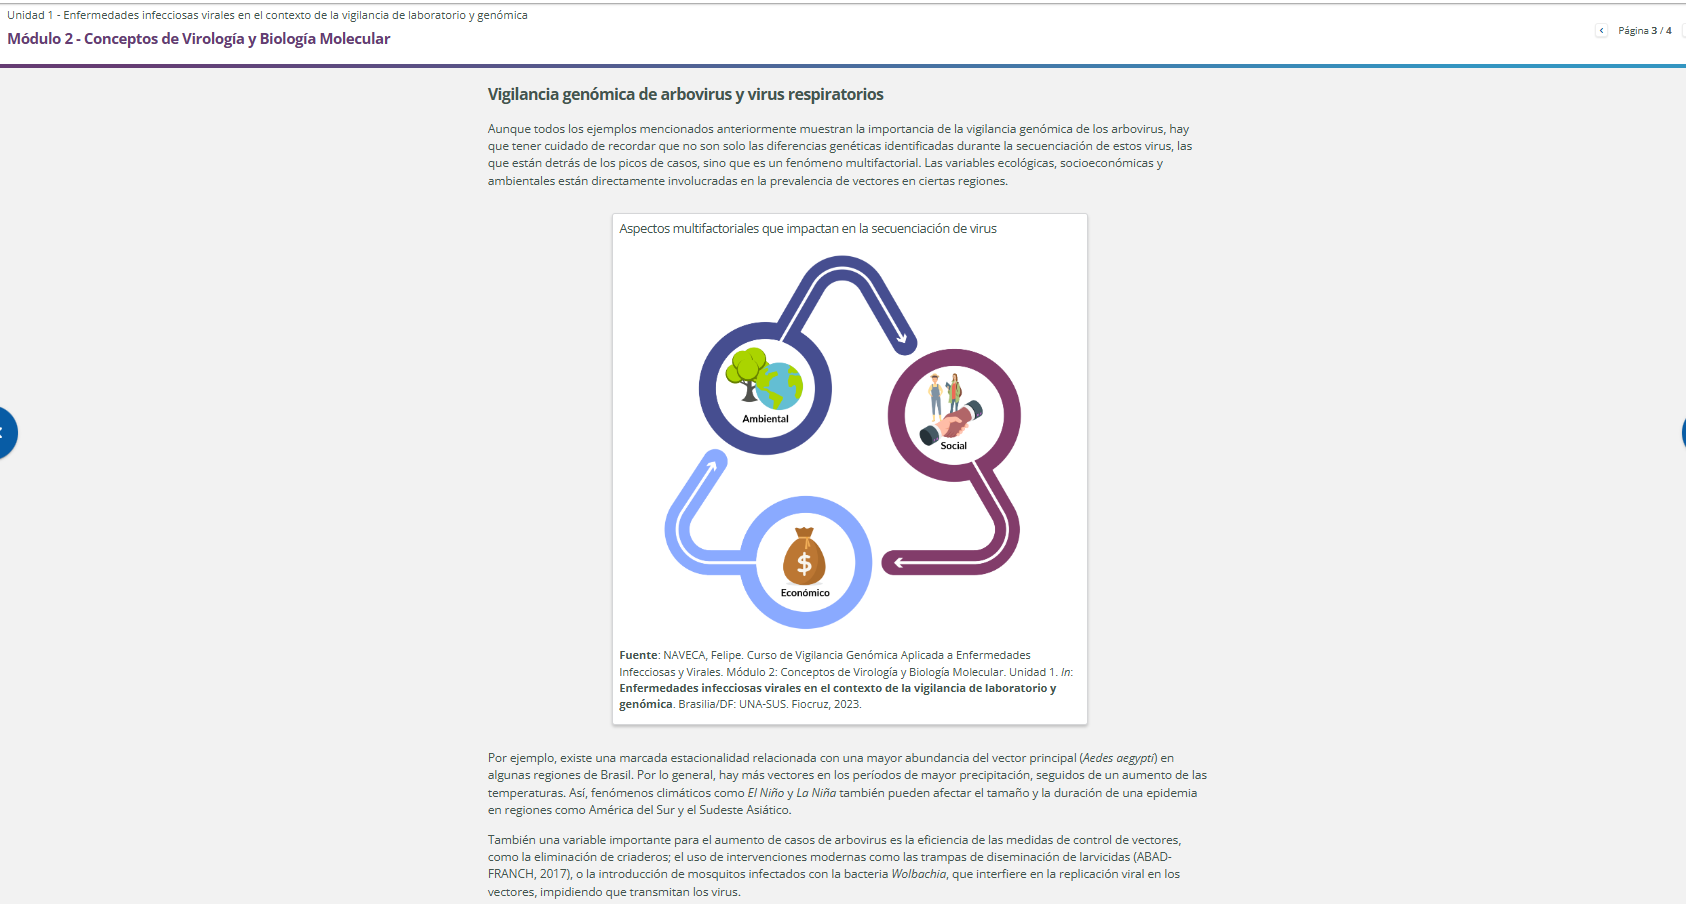 Unidad 1 - Enfermedades infecciosas virales en el contexto de la vigilancia de laboratorio y genómica
Módulo 2 - Conceptos de Virología y Biología Molecular
Página 3 / 4
Vigilancia genómica de arbovirus y virus respiratorios
Aunque todos los ejemplos mencionados anteriormente muestran la importancia de la vigilancia genómica de los arbovirus, hay
que tener cuidado de recordar que no son solo las diferencias genéticas identificadas durante la secuenciación de estos virus, las
que están detrás de los picos de casos, sino que es un fenómeno multifactorial. Las variables ecológicas, socioeconómicas y
ambientales están directamente involucradas en la prevalencia de vectores en ciertas regiones.
Aspectos multifactoriales que impactan en la secuenciación de virus
Ambiental
Social
$
Económico
Fuente: NAVECA, Felipe. Curso de Vigilancia Genómica Aplicada a Enfermedades
Infecciosas y Virales. Módulo 2: Conceptos de Virología y Biología Molecular. Unidad 1. In:
Enfermedades infecciosas virales en el contexto de la vigilancia de laboratorio y
genómica. Brasilia/DF: UNA-SUS. Fiocruz, 2023.
Por ejemplo, existe una marcada estacionalidad relacionada con una mayor abundancia del vector principal (Aedes aegypti) en
algunas regiones de Brasil. Por lo general, hay más vectores en los períodos de mayor precipitación, seguidos de un aumento de las
temperaturas. Así, fenómenos climáticos como El Niño y La Niña también pueden afectar el tamaño y la duración de una epidemia
en regiones como América del Sur y el Sudeste Asiático.
También una variable importante para el aumento de casos de arbovirus es la eficiencia de las medidas de control de vectores,
como la eliminación de criaderos; el uso de intervenciones modernas como las trampas de diseminación de larvicidas (ABAD-
FRANCH, 2017), o la introducción de mosquitos infectados con la bacteria Wolbachia, que interfiere en la replicación viral en los
vectores, impidiendo que transmitan los virus.